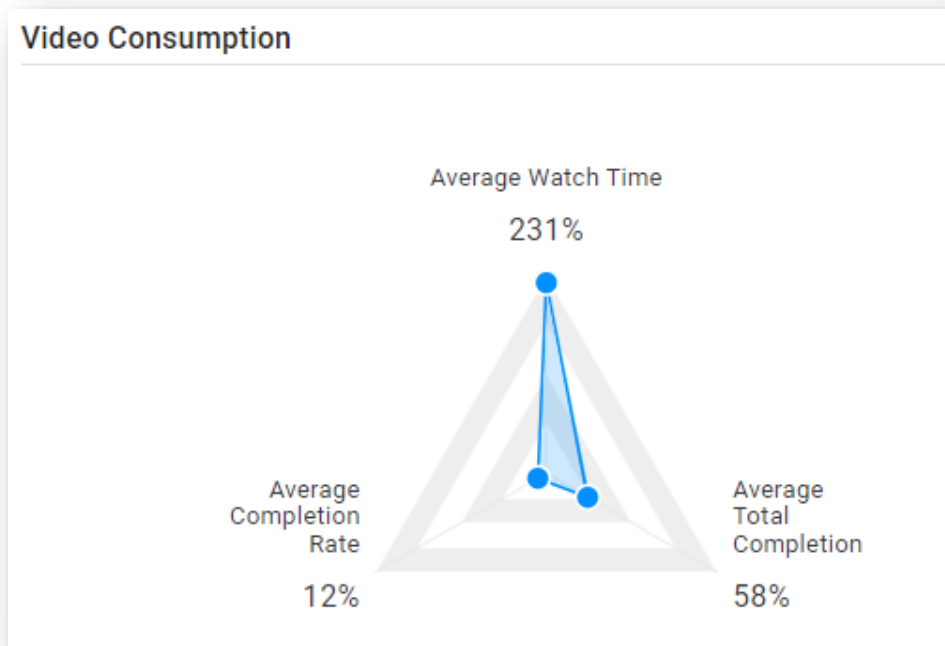 Video Consumption
Average Watch Time
231%
Average
Completion
Rate
12%
Average
Total
Completion
58%